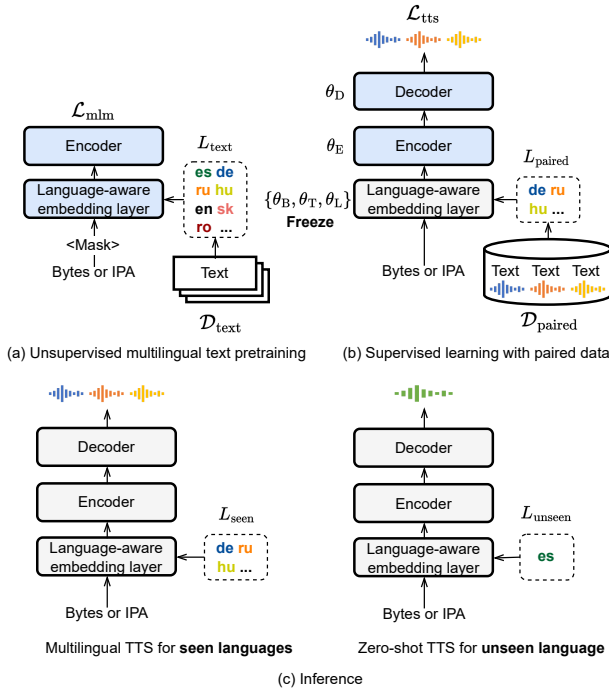 L_mlm
Encoder
Language-aware
embedding layer
<Mask>
Bytes or IPA
L_text
es de
ru hu
en sk
ro ...
Text
D_text
(a) Unsupervised multilingual text pretraining
L_tts
θ_D
Decoder
θ_E
Encoder
{θ_B, θ_T, θ_L}
Freeze
Language-aware
embedding layer
Bytes or IPA
L_paired
de ru
hu ...
Text Text Text
D_paired
(b) Supervised learning with paired data
Decoder
Encoder
Language-aware
embedding layer
Bytes or IPA
L_seen
de ru
hu ...
Multilingual TTS for seen languages
Decoder
Encoder
Language-aware
embedding layer
Bytes or IPA
L_unseen
es
Zero-shot TTS for unseen language
(c) Inference